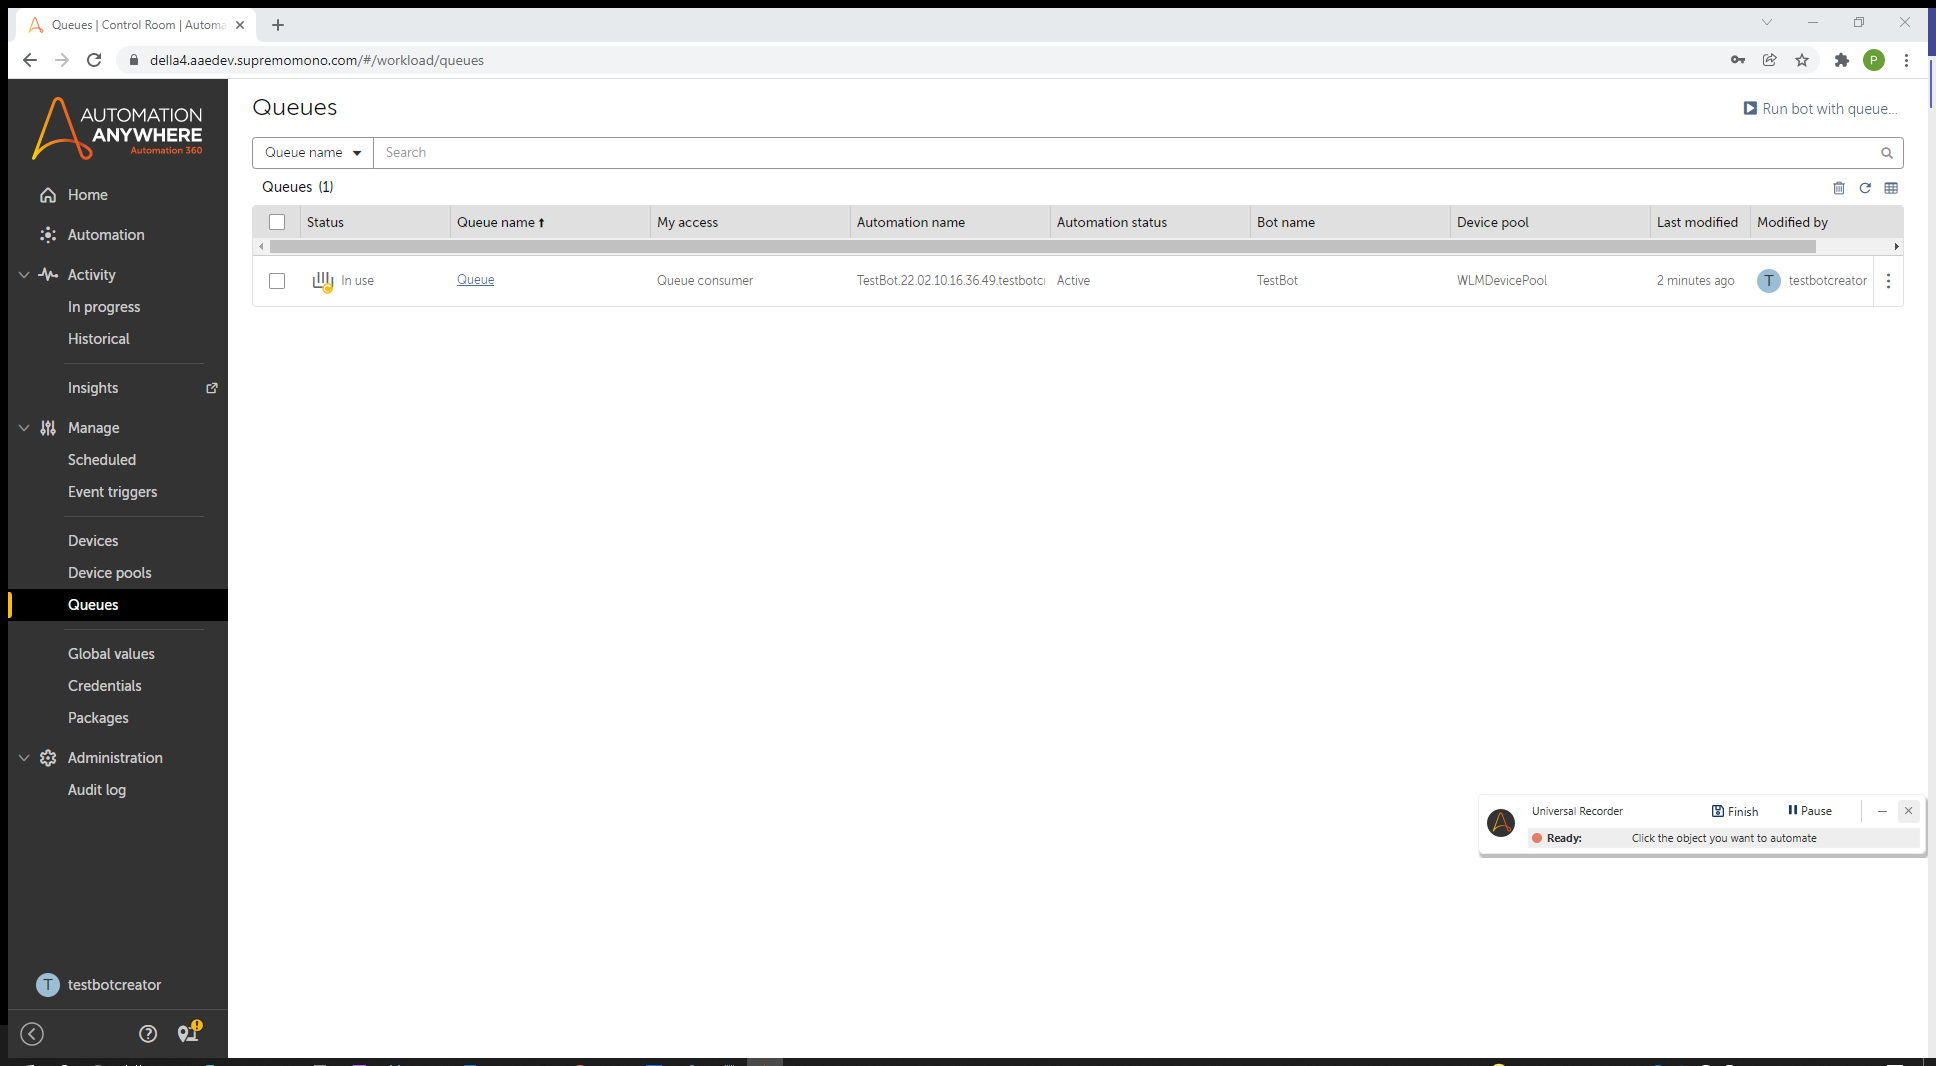 Queues | Control Room | Automa
della4.aaedev.supremomono.com/#/workload/queues
P
AUTOMATION
ANYWHERE
Automation 360
Home
Automation
Activity
In progress
Historical
Insights
Manage
Scheduled
Event triggers
Devices
Device pools
Queues
Global values
Credentials
Packages
Administration
Audit log
T testbotcreator
Queues
Run bot with queue...
Queue name Search
Queues (1)
Status Queue name My access Automation name Automation status Bot name Device pool Last modified Modified by
In use Queue Queue consumer TestBot.22.02.10.16.36.49.testbotc Active TestBot WLMDevicePool 2 minutes ago T testbotcreator
Universal Recorder Finish Pause
Ready: Click the object you want to automate